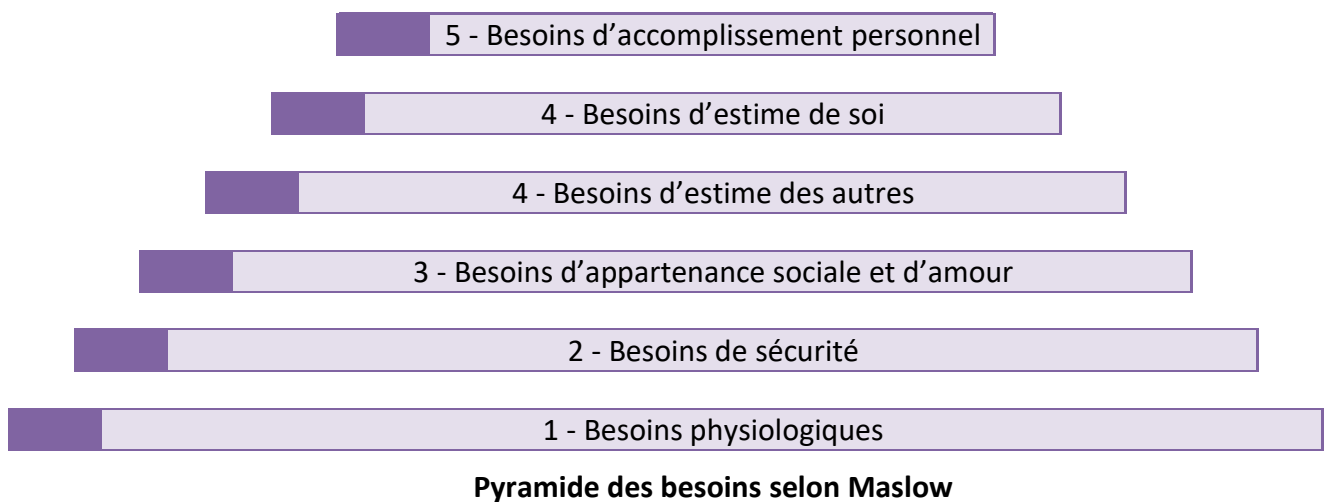 5 - Besoins d’accomplissement personnel
4 - Besoins d’estime de soi
4 - Besoins d’estime des autres
3 - Besoins d’appartenance sociale et d’amour
2 - Besoins de sécurité
1 - Besoins physiologiques
Pyramide des besoins selon Maslow